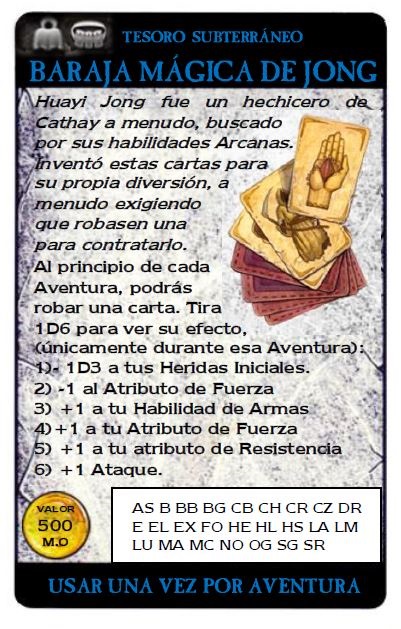 TESORO SUBTERRÁNEO
BARAJA MÁGICA DE JONG
Huayi Jong fue un hechicero de
Cathay a menudo, buscado
por sus habilidades Arcanas.
Inventó estas cartas para
su propia diversión, a
menudo exigiendo
que robasen una
para contratarlo.
Al principio de cada
Aventura, podrás
robar una carta. Tira
1D6 para ver su efecto,
(únicamente durante esa Aventura):
1)- 1D3 a tus Heridas Iniciales.
2) -1 al Atributo de Fuerza
3) +1 a tu Habilidad de Armas
4)+1 a tu Atributo de Fuerza
5) +1 a tu atributo de Resistencia
6) +1 Ataque.
VALOR
500
M.O
AS B BB BG CB CH CR CZ DR
E EL EX FO HE HL HS LA LM
LU MA MC NO OG SG SR
USAR UNA VEZ POR AVENTURA